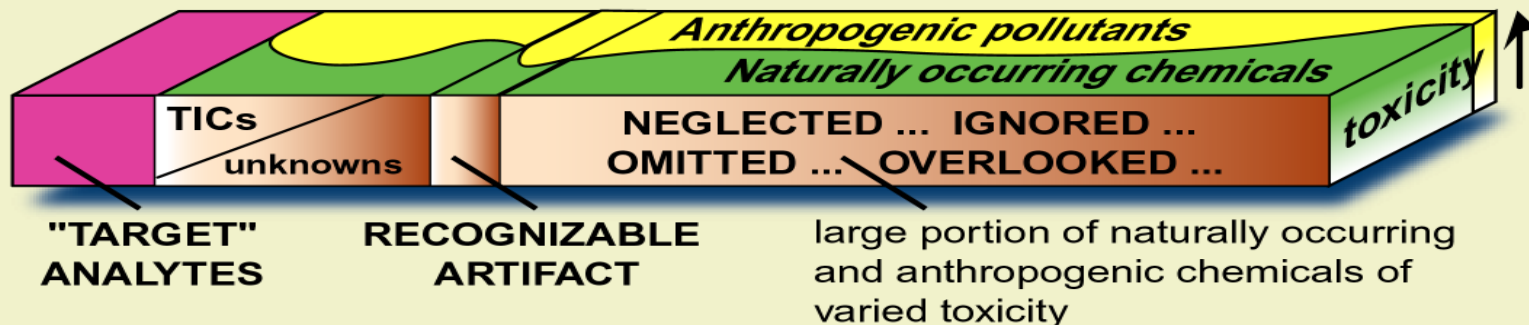 Anthropogenic pollutants
Naturally occurring chemicals
toxicity
TICs
unknowns
NEGLECTED ... IGNORED ...
OMITTED ... OVERLOOKED ...
"TARGET"
ANALYTES
RECOGNIZABLE
ARTIFACT
large portion of naturally occurring
and anthropogenic chemicals of
varied toxicity